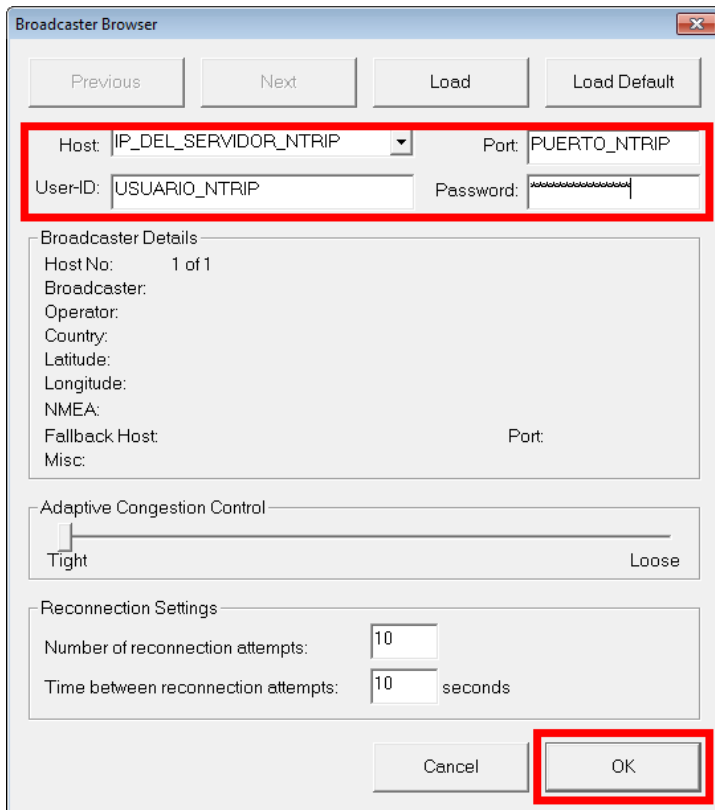 Broadcaster Browser
Previous Next Load Load Default
Host: IP_DEL_SERVIDOR_NTRIP Port: PUERTO_NTRIP
User-ID: USUARIO_NTRIP Password: ****************
Broadcaster Details
Host No: 1 of 1
Broadcaster:
Operator:
Country:
Latitude:
Longitude:
NMEA:
Fallback Host: Port:
Misc:
Adaptive Congestion Control
Tight Loose
Reconnection Settings
Number of reconnection attempts: 10
Time between reconnection attempts: 10 seconds
Cancel OK